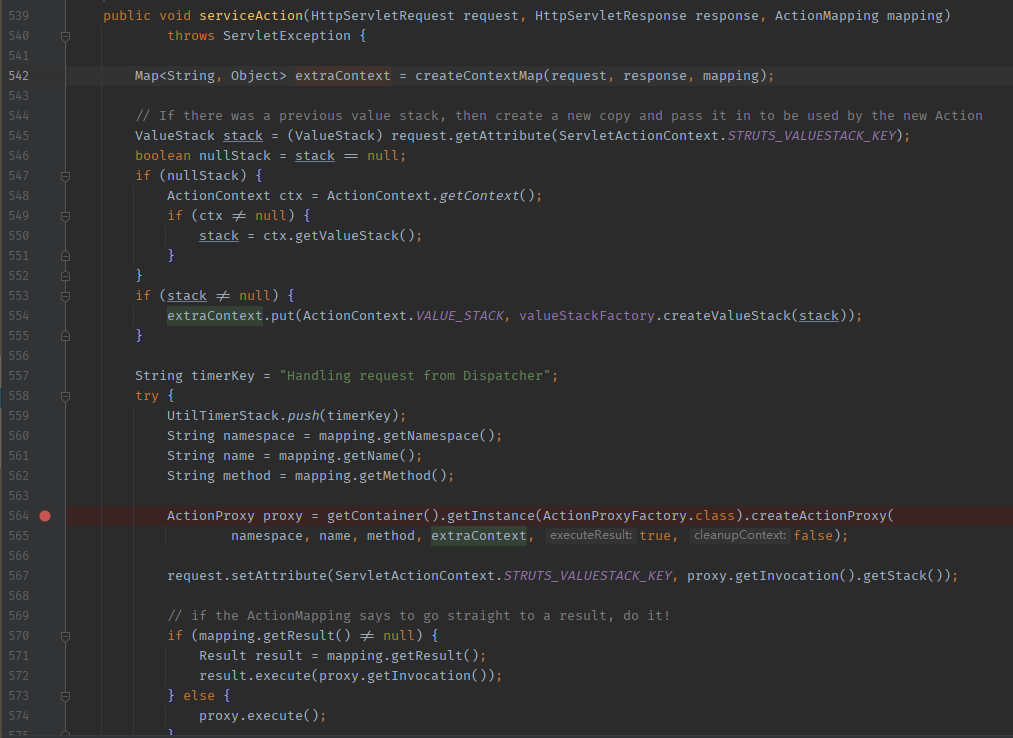 539 public void serviceAction(HttpServletRequest request, HttpServletResponse response, ActionMapping mapping)
540 throws ServletException {
541
542 Map<String, Object> extraContext = createContextMap(request, response, mapping);
543
544 // If there was a previous value stack, then create a new copy and pass it in to be used by the new Action
545 ValueStack stack = (ValueStack) request.getAttribute(ServletActionContext.STRUTS_VALUESTACK_KEY);
546 boolean nullStack = stack == null;
547 if (nullStack) {
548 ActionContext ctx = ActionContext.getContext();
549 if (ctx ≠ null) {
550 stack = ctx.getValueStack();
551 }
552 }
553 if (stack ≠ null) {
554 extraContext.put(ActionContext.VALUE_STACK, valueStackFactory.createValueStack(stack));
555 }
556
557 String timerKey = "Handling request from Dispatcher";
558 try {
559 UtilTimerStack.push(timerKey);
560 String namespace = mapping.getNamespace();
561 String name = mapping.getName();
562 String method = mapping.getMethod();
563
564 ActionProxy proxy = getContainer().getInstance(ActionProxyFactory.class).createActionProxy(
565 namespace, name, method, extraContext, executeResult: true, cleanupContext: false);
566
567 request.setAttribute(ServletActionContext.STRUTS_VALUESTACK_KEY, proxy.getInvocation().getStack());
568
569 // if the ActionMapping says to go straight to a result, do it!
570 if (mapping.getResult() ≠ null) {
571 Result result = mapping.getResult();
572 result.execute(proxy.getInvocation());
573 } else {
574 proxy.execute();
575 }